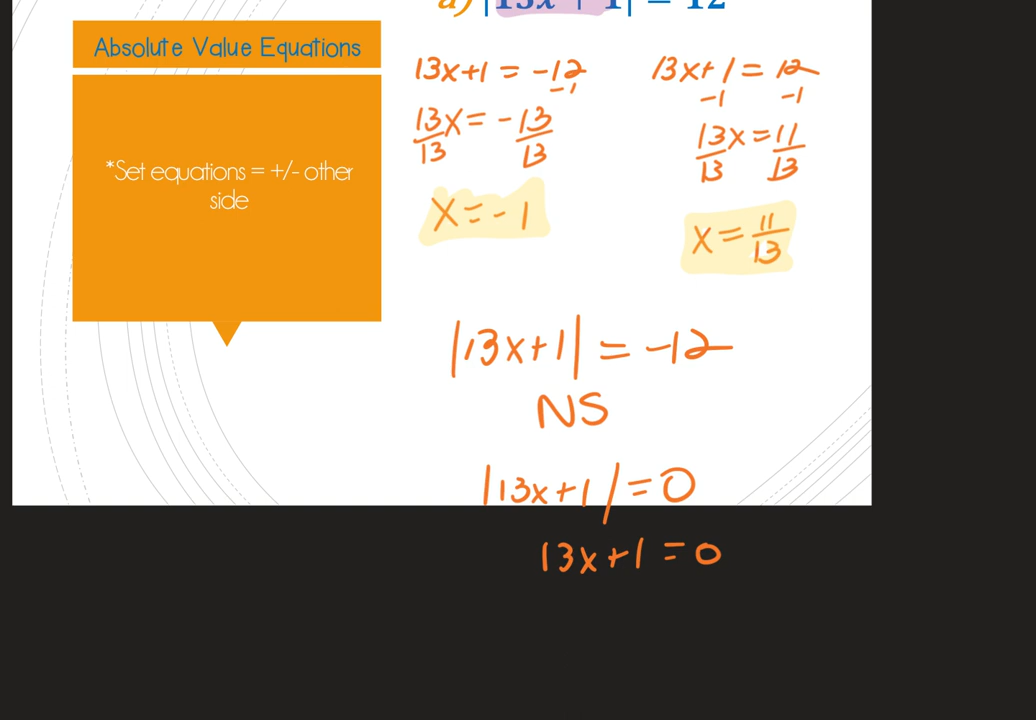 a) |13x + 1| = 12
Absolute Value Equations
*Set equations = +/- other
side
13x+1 = -12
-1
13x = -13
13 13
x = -1
13x+1 = 12
-1 -1
13x = 11
13 13
x = 11
13
|13x+1| = -12
NS
|13x+1| = 0
13x+1 = 0